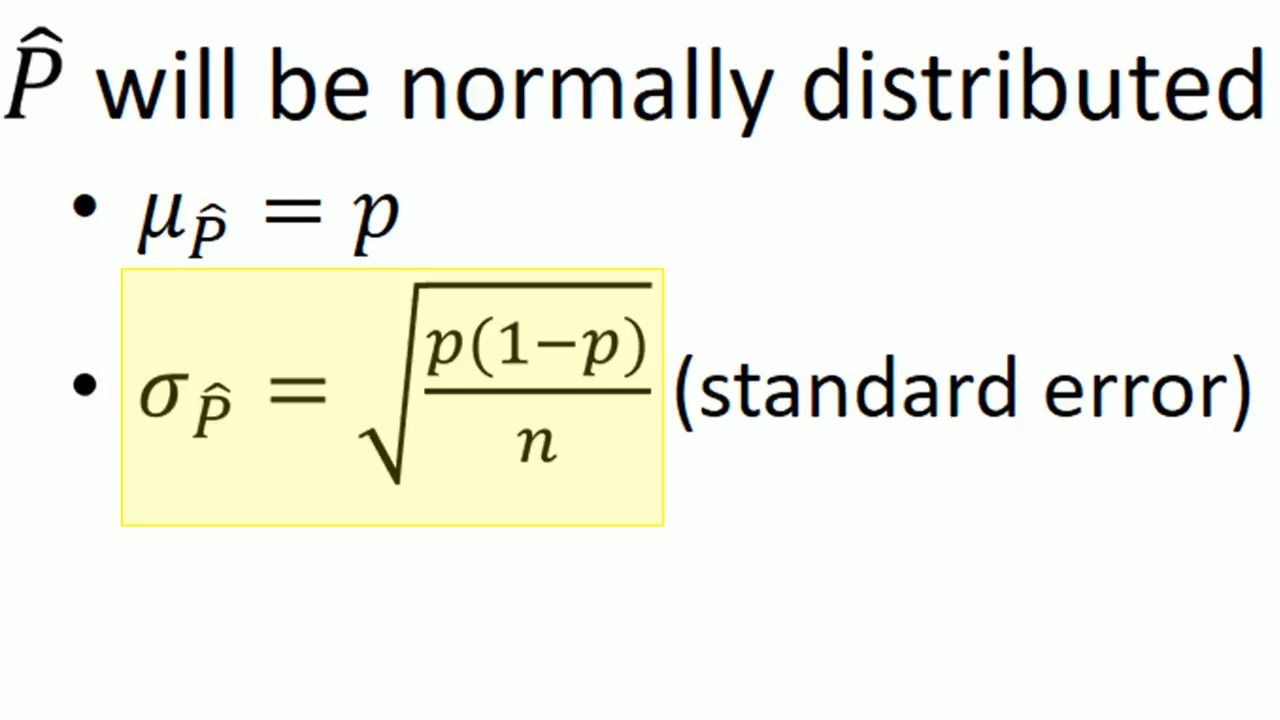 P̂ will be normally distributed
• μ_P̂ = p
• σ_P̂ = √(p(1−p)/n) (standard error)